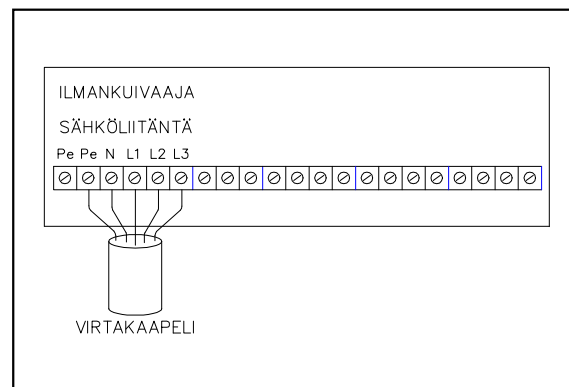 ILMANKUIVAAJA
SÄHKÖLIITÄNTÄ
Pe Pe N L1 L2 L3
VIRTAKAAPELI